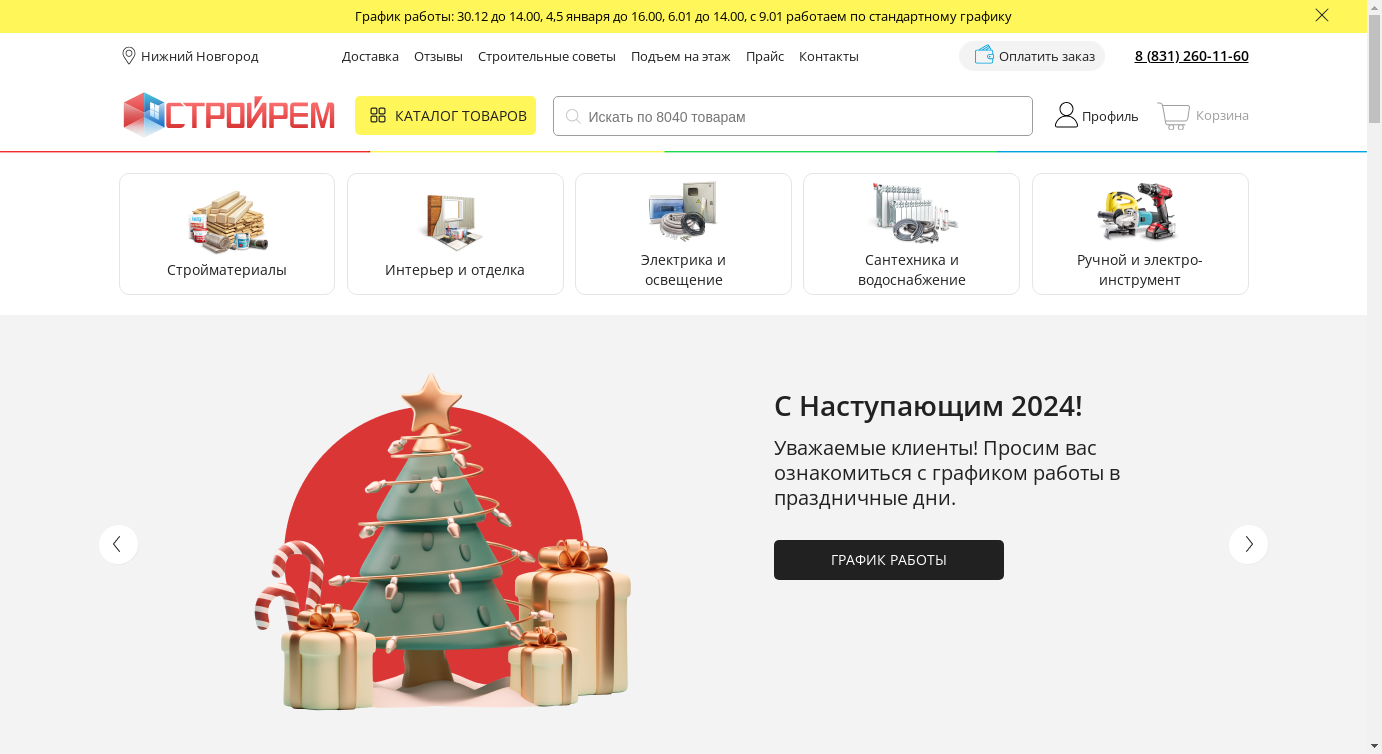 График работы: 30.12 до 14.00, 4,5 января до 16.00, 6.01 до 14.00, с 9.01 работаем по стандартному графику
Нижний Новгород
Доставка
Отзывы
Строительные советы
Подъем на этаж
Прайс
Контакты
Оплатить заказ
8 (831) 260-11-60
СТРОЙРЕМ
КАТАЛОГ ТОВАРОВ
Искать по 8040 товарам
Профиль
Корзина
Стройматериалы
Интерьер и отделка
Электрика и
освещение
Сантехника и
водоснабжение
Ручной и электро-
инструмент
С Наступающим 2024!
Уважаемые клиенты! Просим вас
ознакомиться с графиком работы в
праздничные дни.
ГРАФИК РАБОТЫ